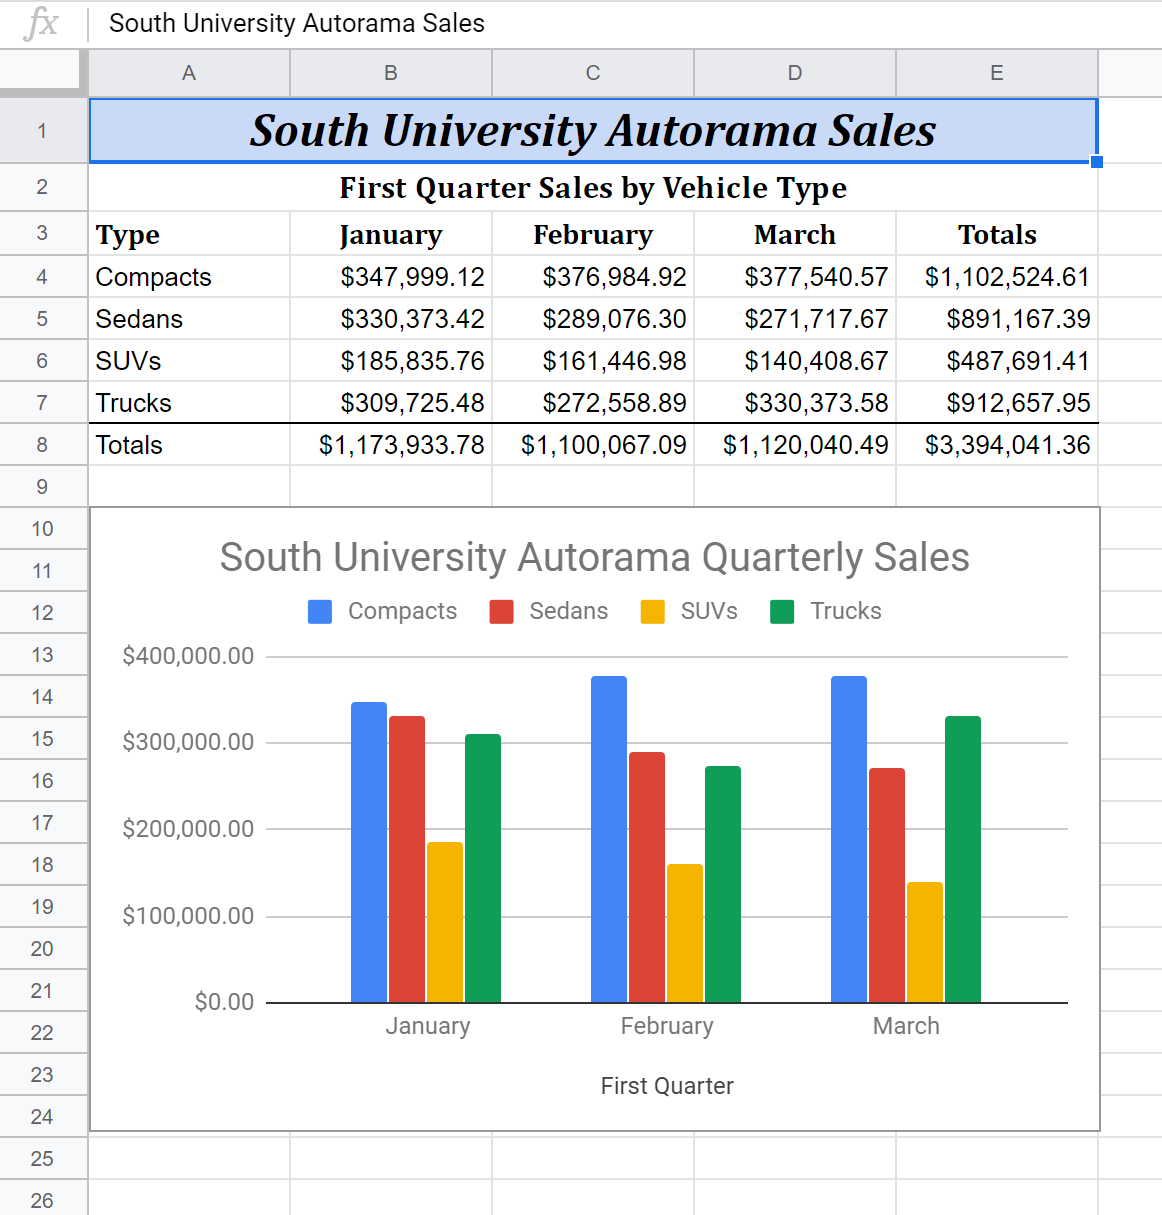 fx South University Autorama Sales
A B C D E
1 South University Autorama Sales
2 First Quarter Sales by Vehicle Type
3 Type January February March Totals
4 Compacts $347,999.12 $376,984.92 $377,540.57 $1,102,524.61
5 Sedans $330,373.42 $289,076.30 $271,717.67 $891,167.39
6 SUVs $185,835.76 $161,446.98 $140,408.67 $487,691.41
7 Trucks $309,725.48 $272,558.89 $330,373.58 $912,657.95
8 Totals $1,173,933.78 $1,100,067.09 $1,120,040.49 $3,394,041.36
9
10
South University Autorama Quarterly Sales
11
12 Compacts Sedans SUVs Trucks
13 $400,000.00
14
15 $300,000.00
16
17 $200,000.00
18
19 $100,000.00
20
21 $0.00
22 January February March
23 First Quarter
24
25
26